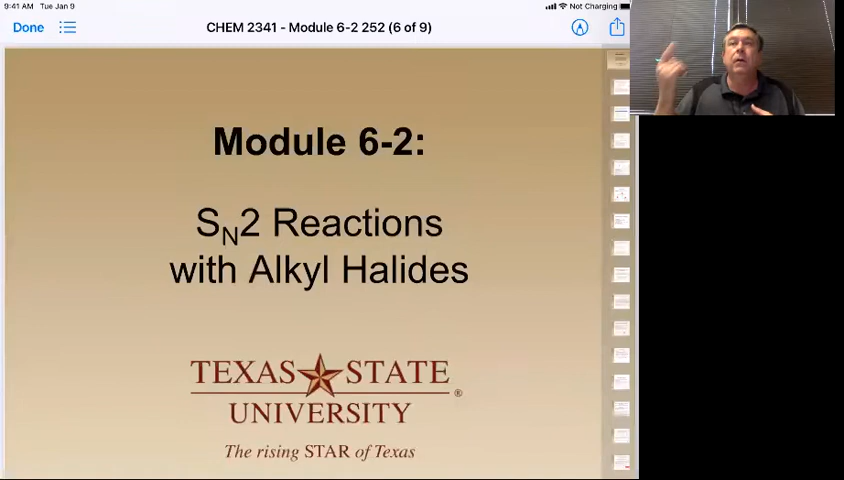 9:41 AM Tue Jan 9
Not Charging
Done
CHEM 2341 - Module 6-2 252 (6 of 9)
Module 6-2:
SN2 Reactions
with Alkyl Halides
TEXAS STATE
UNIVERSITY ®
The rising STAR of Texas